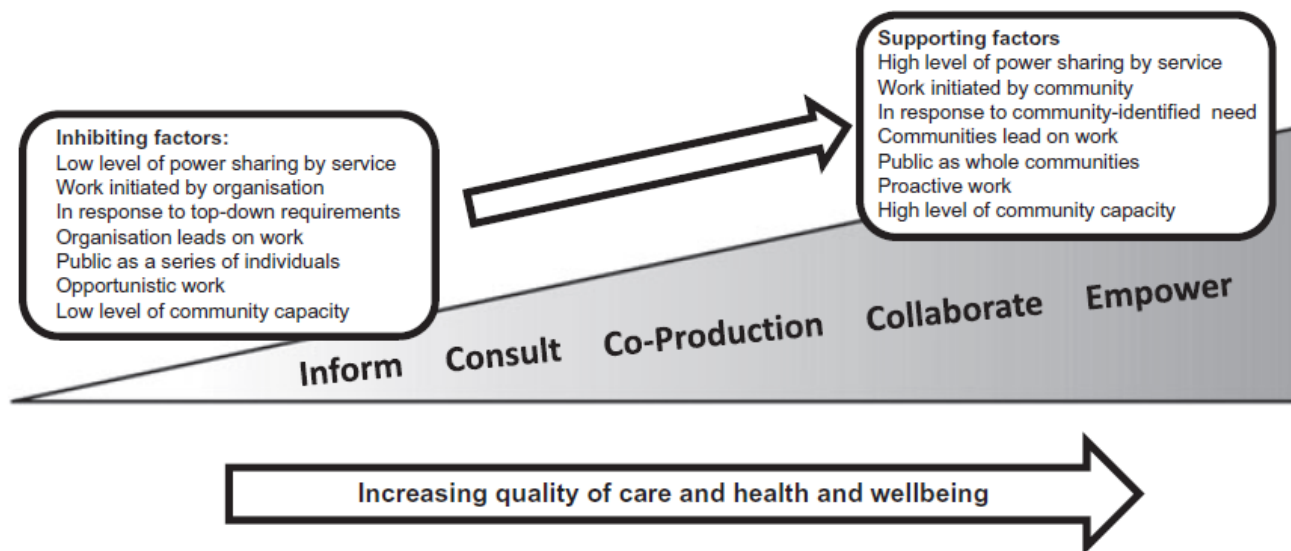 Supporting factors
High level of power sharing by service
Work initiated by community
In response to community-identified need
Communities lead on work
Public as whole communities
Proactive work
High level of community capacity
Inhibiting factors:
Low level of power sharing by service
Work initiated by organisation
In response to top-down requirements
Organisation leads on work
Public as a series of individuals
Opportunistic work
Low level of community capacity
Inform Consult Co-Production Collaborate Empower
Increasing quality of care and health and wellbeing